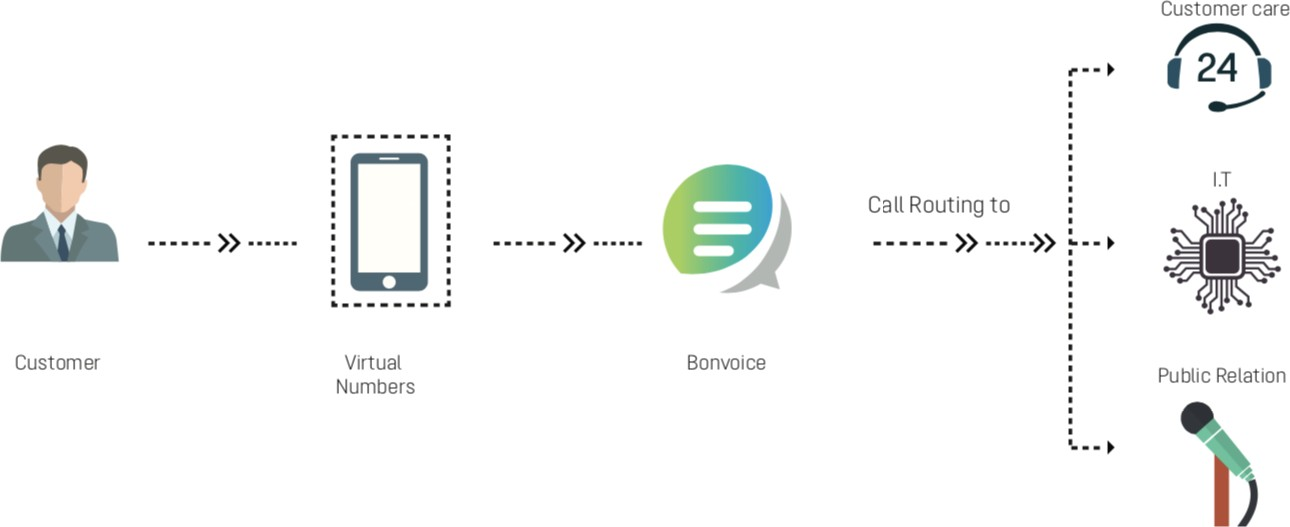 Customer care
24
I.T
Call Routing to
Customer
Virtual
Numbers
Bonvoice
Public Relation